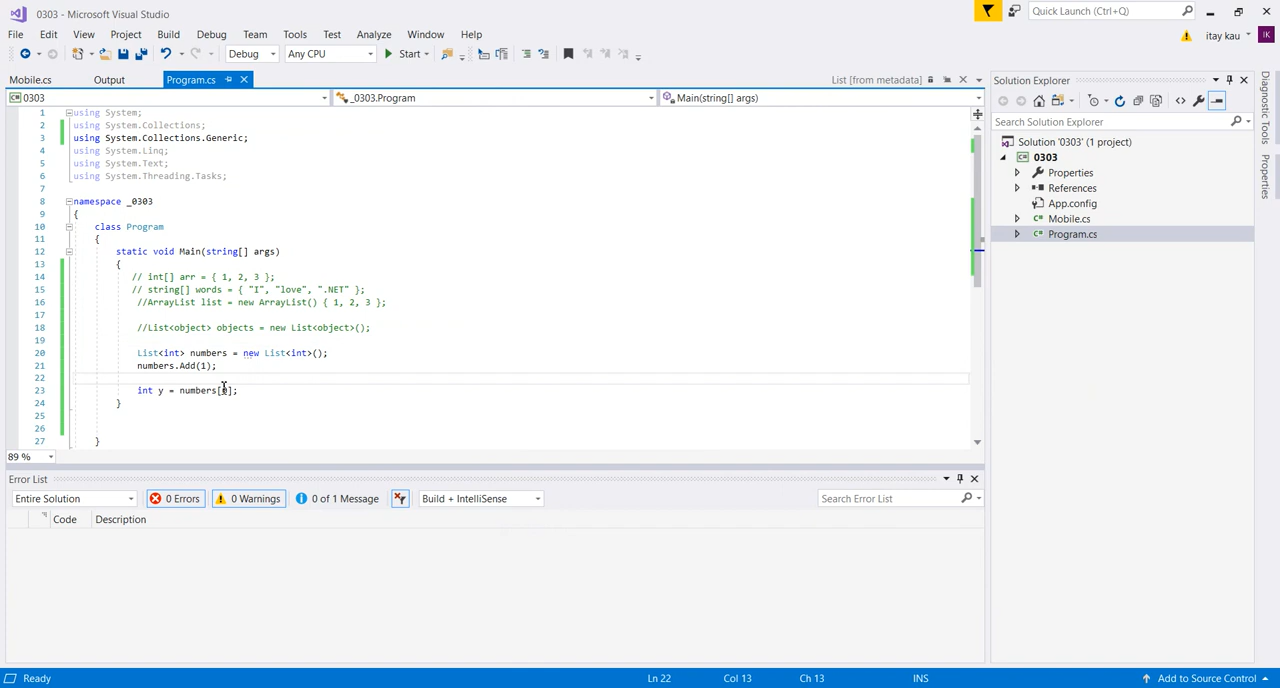 0303 - Microsoft Visual Studio
Quick Launch (Ctrl+Q)
File Edit View Project Build Debug Team Tools Test Analyze Window Help
itay kau
IK
Debug Any CPU Start
Mobile.cs Output Program.cs List [from metadata]
0303 _0303.Program Main(string[] args)
1 using System;
2 using System.Collections;
3 using System.Collections.Generic;
4 using System.Linq;
5 using System.Text;
6 using System.Threading.Tasks;
7
8 namespace _0303
9 {
10 class Program
11 {
12 static void Main(string[] args)
13 {
14 // int[] arr = { 1, 2, 3 };
15 // string[] words = { "I", "love", ".NET" };
16 //ArrayList list = new ArrayList() { 1, 2, 3 };
17
18 //List<object> objects = new List<object>();
19
20 List<int> numbers = new List<int>();
21 numbers.Add(1);
22
23 int y = numbers[0];
24 }
25
26
27 }
89 %
Solution Explorer
Search Solution Explorer
Solution '0303' (1 project)
0303
Properties
References
App.config
Mobile.cs
Program.cs
Diagnostic Tools
Properties
Error List
Entire Solution 0 Errors 0 Warnings 0 of 1 Message Build + IntelliSense Search Error List
Code Description
Ready Ln 22 Col 13 Ch 13 INS Add to Source Control